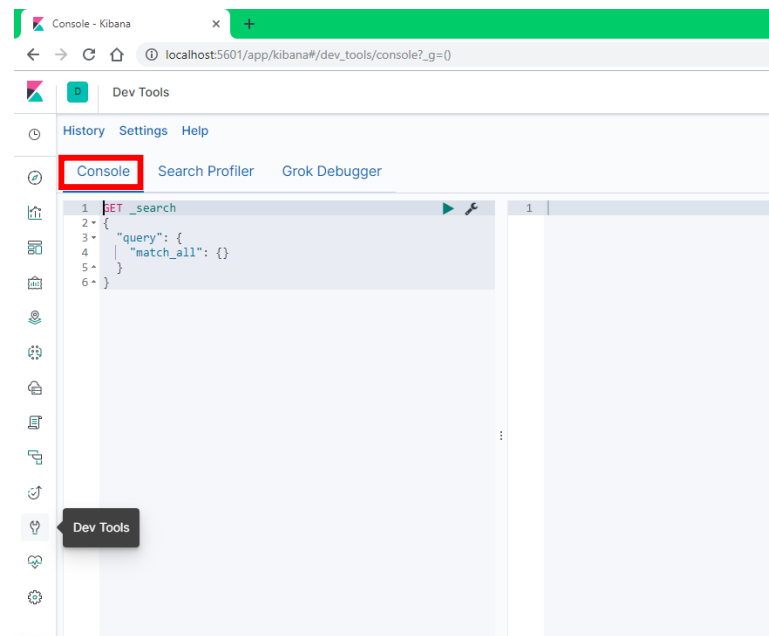 Console - Kibana
localhost:5601/app/kibana#/dev_tools/console?_g=()
D Dev Tools
History Settings Help
Console Search Profiler Grok Debugger
1 GET _search
2 {
3 "query": {
4 "match_all": {}
5 }
6 }
1
Dev Tools